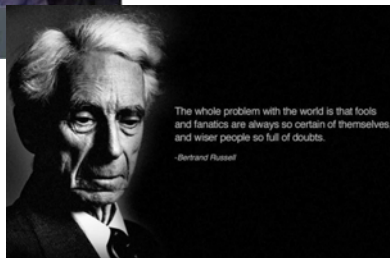 The whole problem with the world is that fools
and fanatics are always so certain of themselves
and wiser people so full of doubts.
-Bertrand Russell